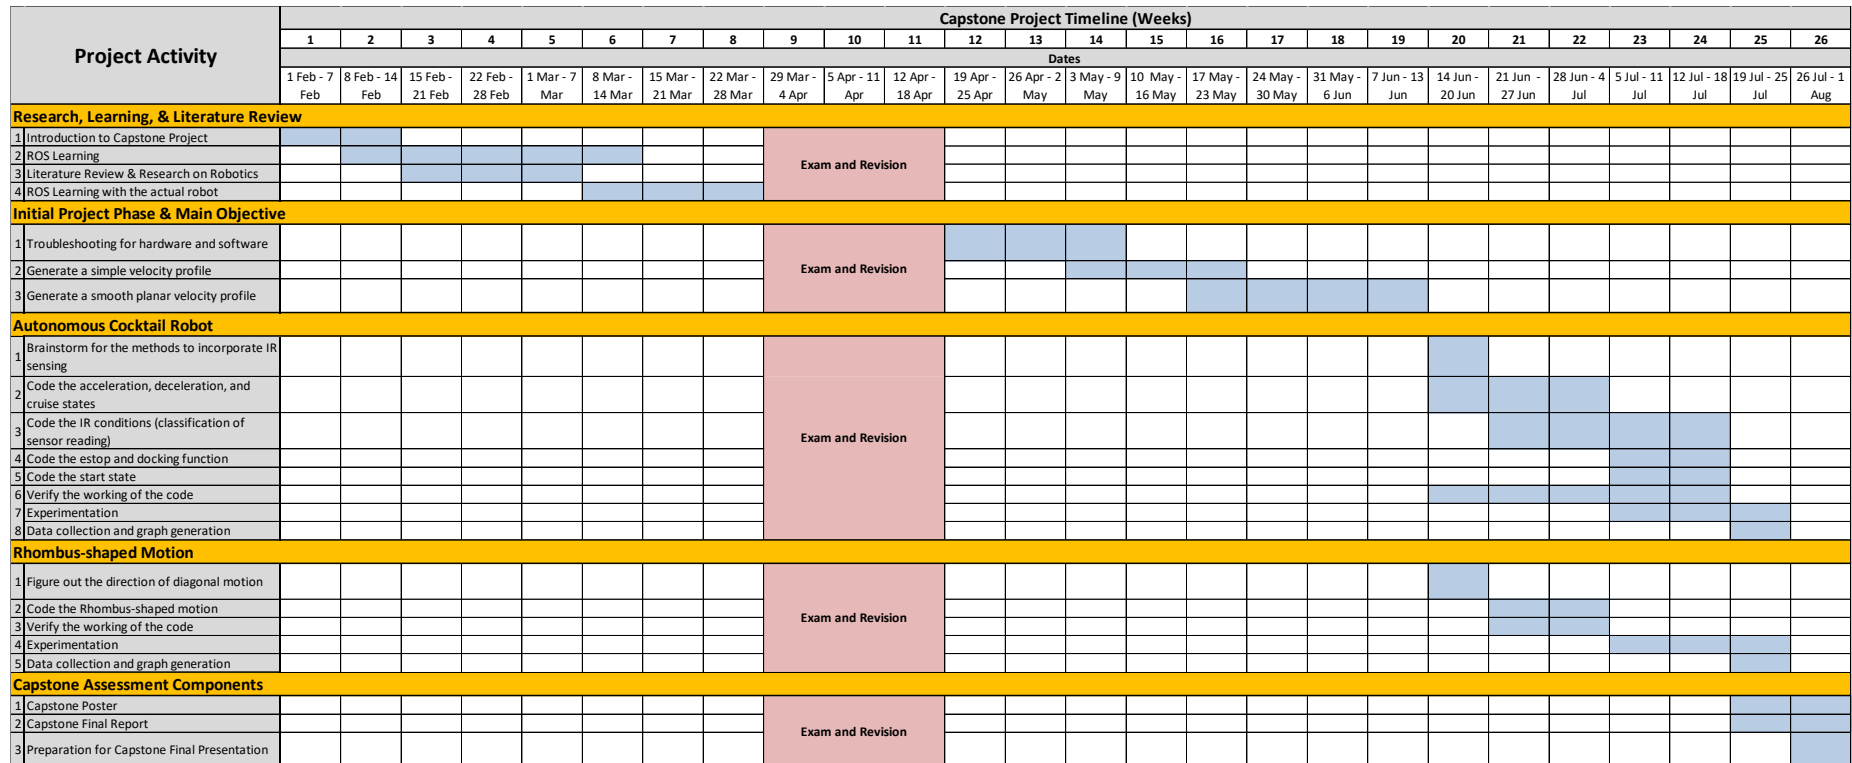 Capstone Project Timeline (Weeks)
Project Activity
1 2 3 4 5 6 7 8 9 10 11 12 13 14 15 16 17 18 19 20 21 22 23 24 25 26
Dates
1 Feb - 7 8 Feb - 14 15 Feb - 22 Feb - 1 Mar - 7 8 Mar - 15 Mar - 22 Mar - 29 Mar - 5 Apr - 11 12 Apr - 19 Apr - 26 Apr - 2 3 May - 9 10 May - 17 May - 24 May - 31 May - 7 Jun - 13 14 Jun - 21 Jun - 28 Jun - 4 5 Jul - 11 12 Jul - 18 19 Jul - 25 26 Jul - 1
Feb Feb 21 Feb 28 Feb Mar 14 Mar 21 Mar 28 Mar 4 Apr Apr 18 Apr 25 Apr May May 16 May 23 May 30 May 6 Jun Jun 20 Jun 27 Jun Jul Jul Jul Jul Aug
Research, Learning, & Literature Review
1 Introduction to Capstone Project
2 ROS Learning
Exam and Revision
3 Literature Review & Research on Robotics
4 ROS Learning with the actual robot
Initial Project Phase & Main Objective
1 Troubleshooting for hardware and software
2 Generate a simple velocity profile
Exam and Revision
3 Generate a smooth planar velocity profile
Autonomous Cocktail Robot
1 Brainstorm for the methods to incorporate IR
sensing
2 Code the acceleration, deceleration, and
cruise states
3 Code the IR conditions (classification of
sensor reading)
Exam and Revision
4 Code the estop and docking function
5 Code the start state
6 Verify the working of the code
7 Experimentation
8 Data collection and graph generation
Rhombus-shaped Motion
1 Figure out the direction of diagonal motion
2 Code the Rhombus-shaped motion
Exam and Revision
3 Verify the working of the code
4 Experimentation
5 Data collection and graph generation
Capstone Assessment Components
1 Capstone Poster
2 Capstone Final Report
Exam and Revision
3 Preparation for Capstone Final Presentation